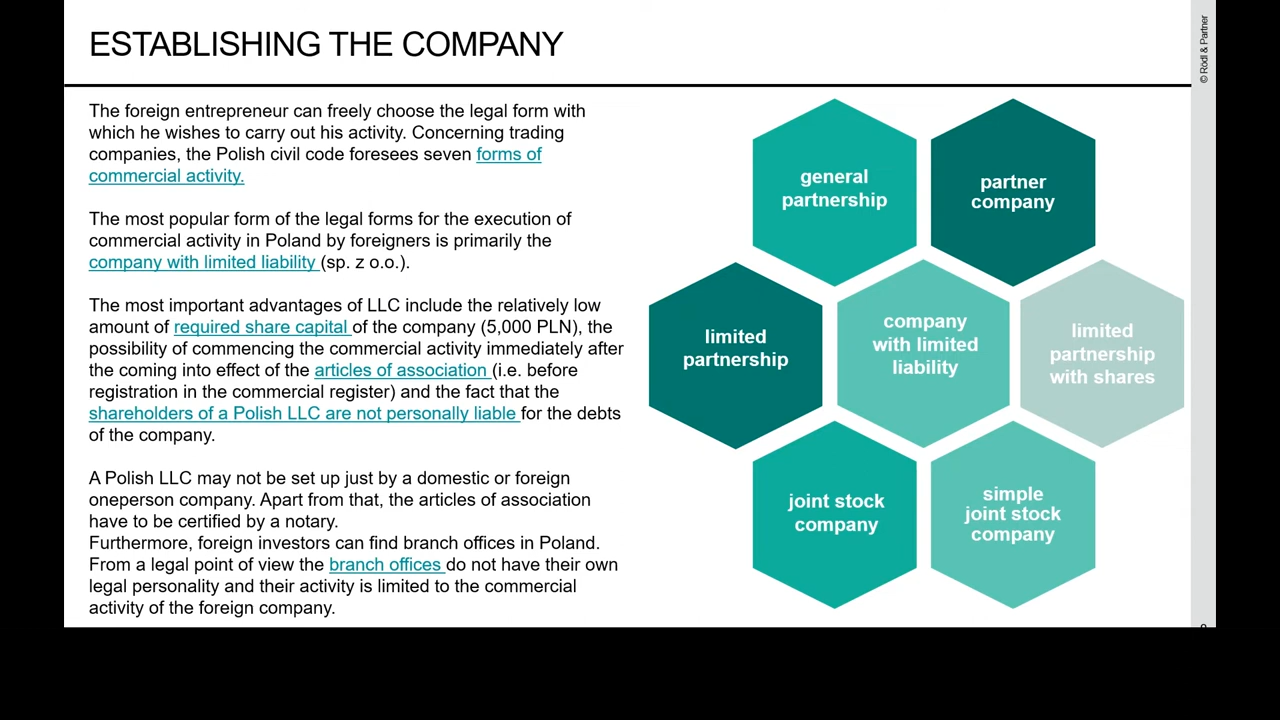 ESTABLISHING THE COMPANY
© Rödl & Partner
The foreign entrepreneur can freely choose the legal form with
which he wishes to carry out his activity. Concerning trading
companies, the Polish civil code foresees seven forms of
commercial activity.
The most popular form of the legal forms for the execution of
commercial activity in Poland by foreigners is primarily the
company with limited liability (sp. z o.o.).
The most important advantages of LLC include the relatively low
amount of required share capital of the company (5,000 PLN), the
possibility of commencing the commercial activity immediately after
the coming into effect of the articles of association (i.e. before
registration in the commercial register) and the fact that the
shareholders of a Polish LLC are not personally liable for the debts
of the company.
A Polish LLC may not be set up just by a domestic or foreign
oneperson company. Apart from that, the articles of association
have to be certified by a notary.
Furthermore, foreign investors can find branch offices in Poland.
From a legal point of view the branch offices do not have their own
legal personality and their activity is limited to the commercial
activity of the foreign company.
general
partnership
partner
company
limited
partnership
company
with limited
liability
limited
partnership
with shares
joint stock
company
simple
joint stock
company